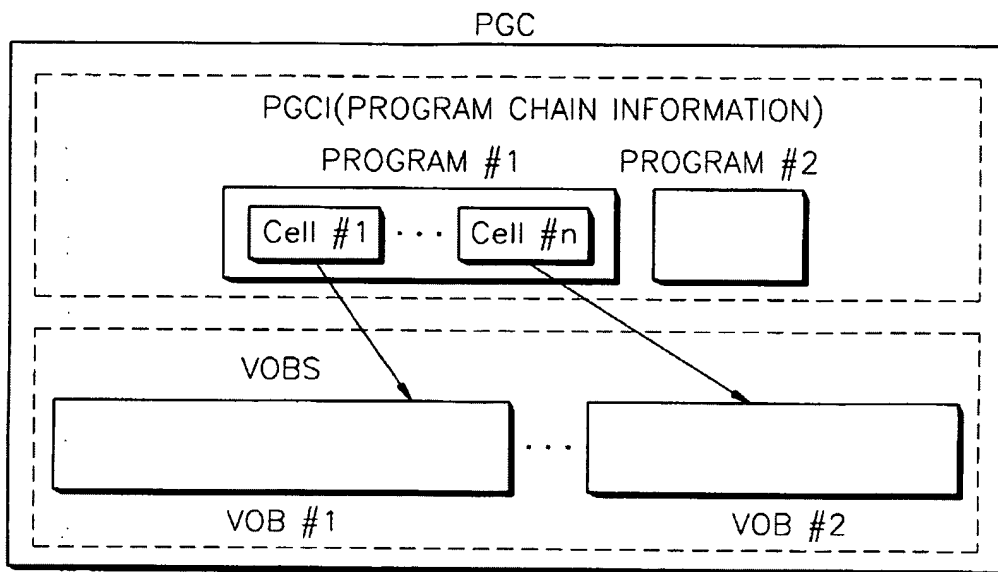 PGC
PGCI(PROGRAM CHAIN INFORMATION)
PROGRAM #1 PROGRAM #2
Cell #1 ··· Cell #n
VOBS
···
VOB #1 VOB #2